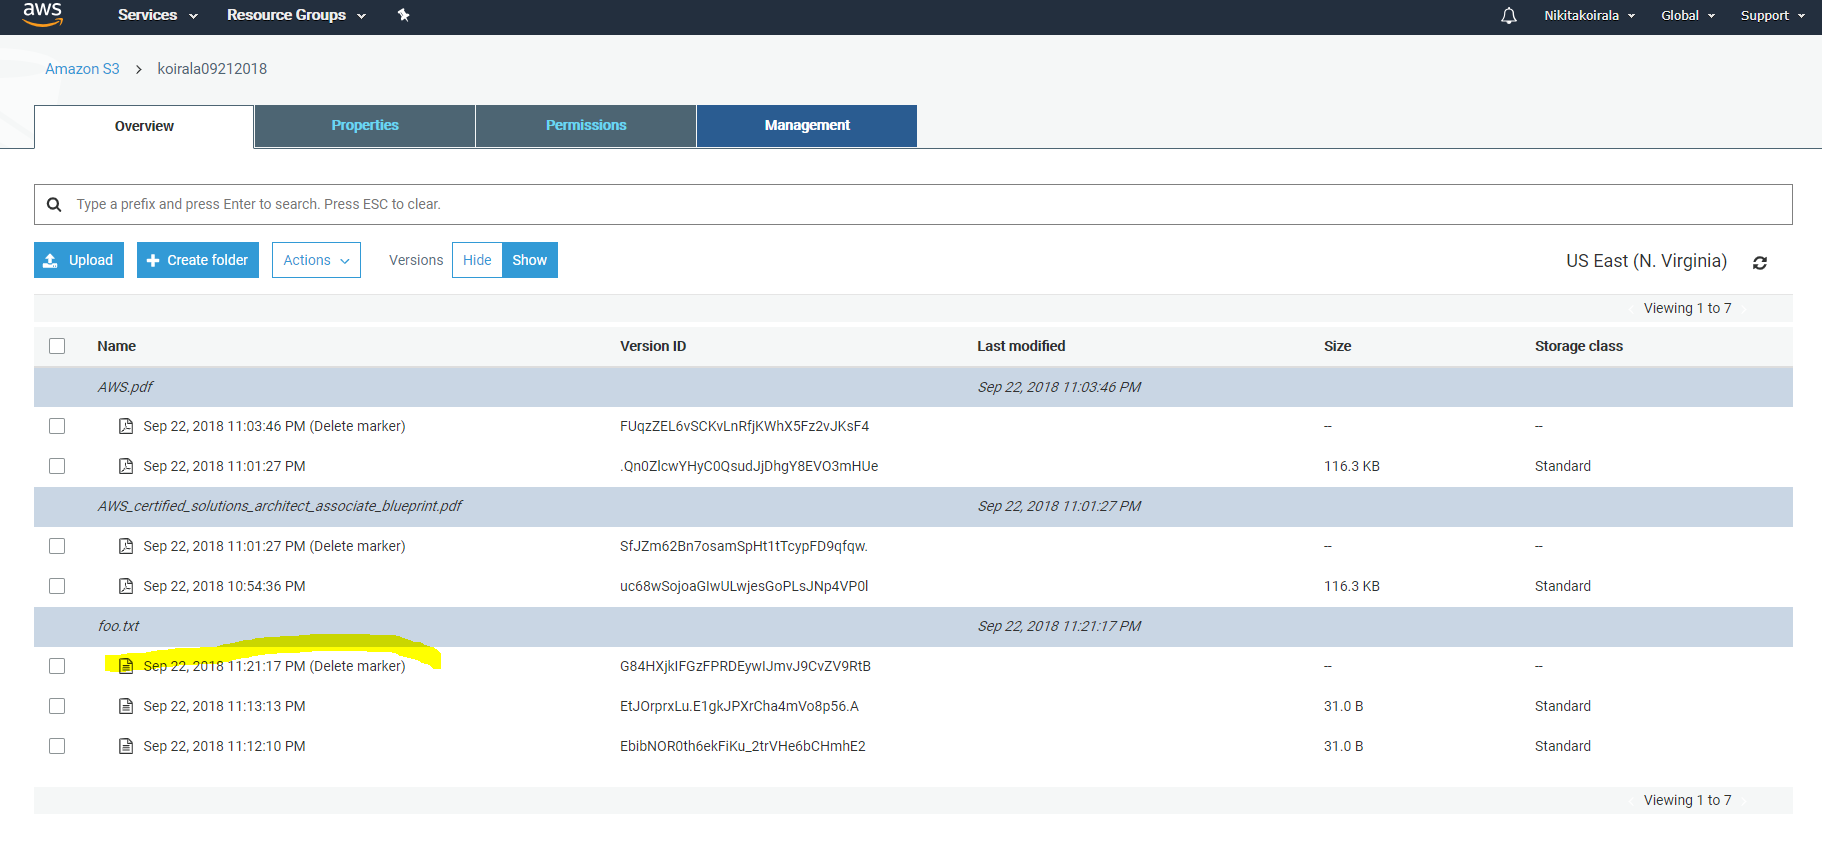 aws Services Resource Groups Nikitakoirala Global Support
Amazon S3 > koirala09212018
Overview Properties Permissions Management
Type a prefix and press Enter to search. Press ESC to clear.
Upload Create folder Actions Versions Hide Show US East (N. Virginia)
Viewing 1 to 7
Name Version ID Last modified Size Storage class
AWS.pdf Sep 22, 2018 11:03:46 PM
Sep 22, 2018 11:03:46 PM (Delete marker) FUqzZEL6vSCKvLnRfjKWhX5Fz2vJKsF4 -- --
Sep 22, 2018 11:01:27 PM .Qn0ZlcwYHyC0QsudJjDhgY8EVO3mHUe 116.3 KB Standard
AWS_certified_solutions_architect_associate_blueprint.pdf Sep 22, 2018 11:01:27 PM
Sep 22, 2018 11:01:27 PM (Delete marker) SfJZm62Bn7osamSpHt1tTcypFD9qfqw. -- --
Sep 22, 2018 10:54:36 PM uc68wSojoaGIwULwjesGoPLsJNp4VP0l 116.3 KB Standard
foo.txt Sep 22, 2018 11:21:17 PM
Sep 22, 2018 11:21:17 PM (Delete marker) G84HXjkIFGzFPRDEywIJmvJ9CvZV9RtB -- --
Sep 22, 2018 11:13:13 PM EtJOrprxLu.E1gkJPXrCha4mVo8p56.A 31.0 B Standard
Sep 22, 2018 11:12:10 PM EbibNOR0th6ekFiKu_2trVHe6bCHmhE2 31.0 B Standard
Viewing 1 to 7